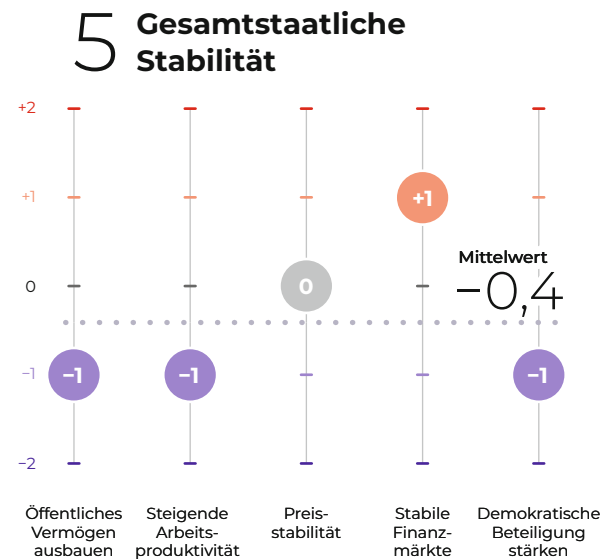 5 Gesamtstaatliche
Stabilität
+2
+1
+1
Mittelwert
0
0
−0,4
−1
−1
−1
−1
−2
Öffentliches
Vermögen
ausbauen
Steigende
Arbeits-
produktivität
Preis-
stabilität
Stabile
Finanz-
märkte
Demokratische
Beteiligung
stärken